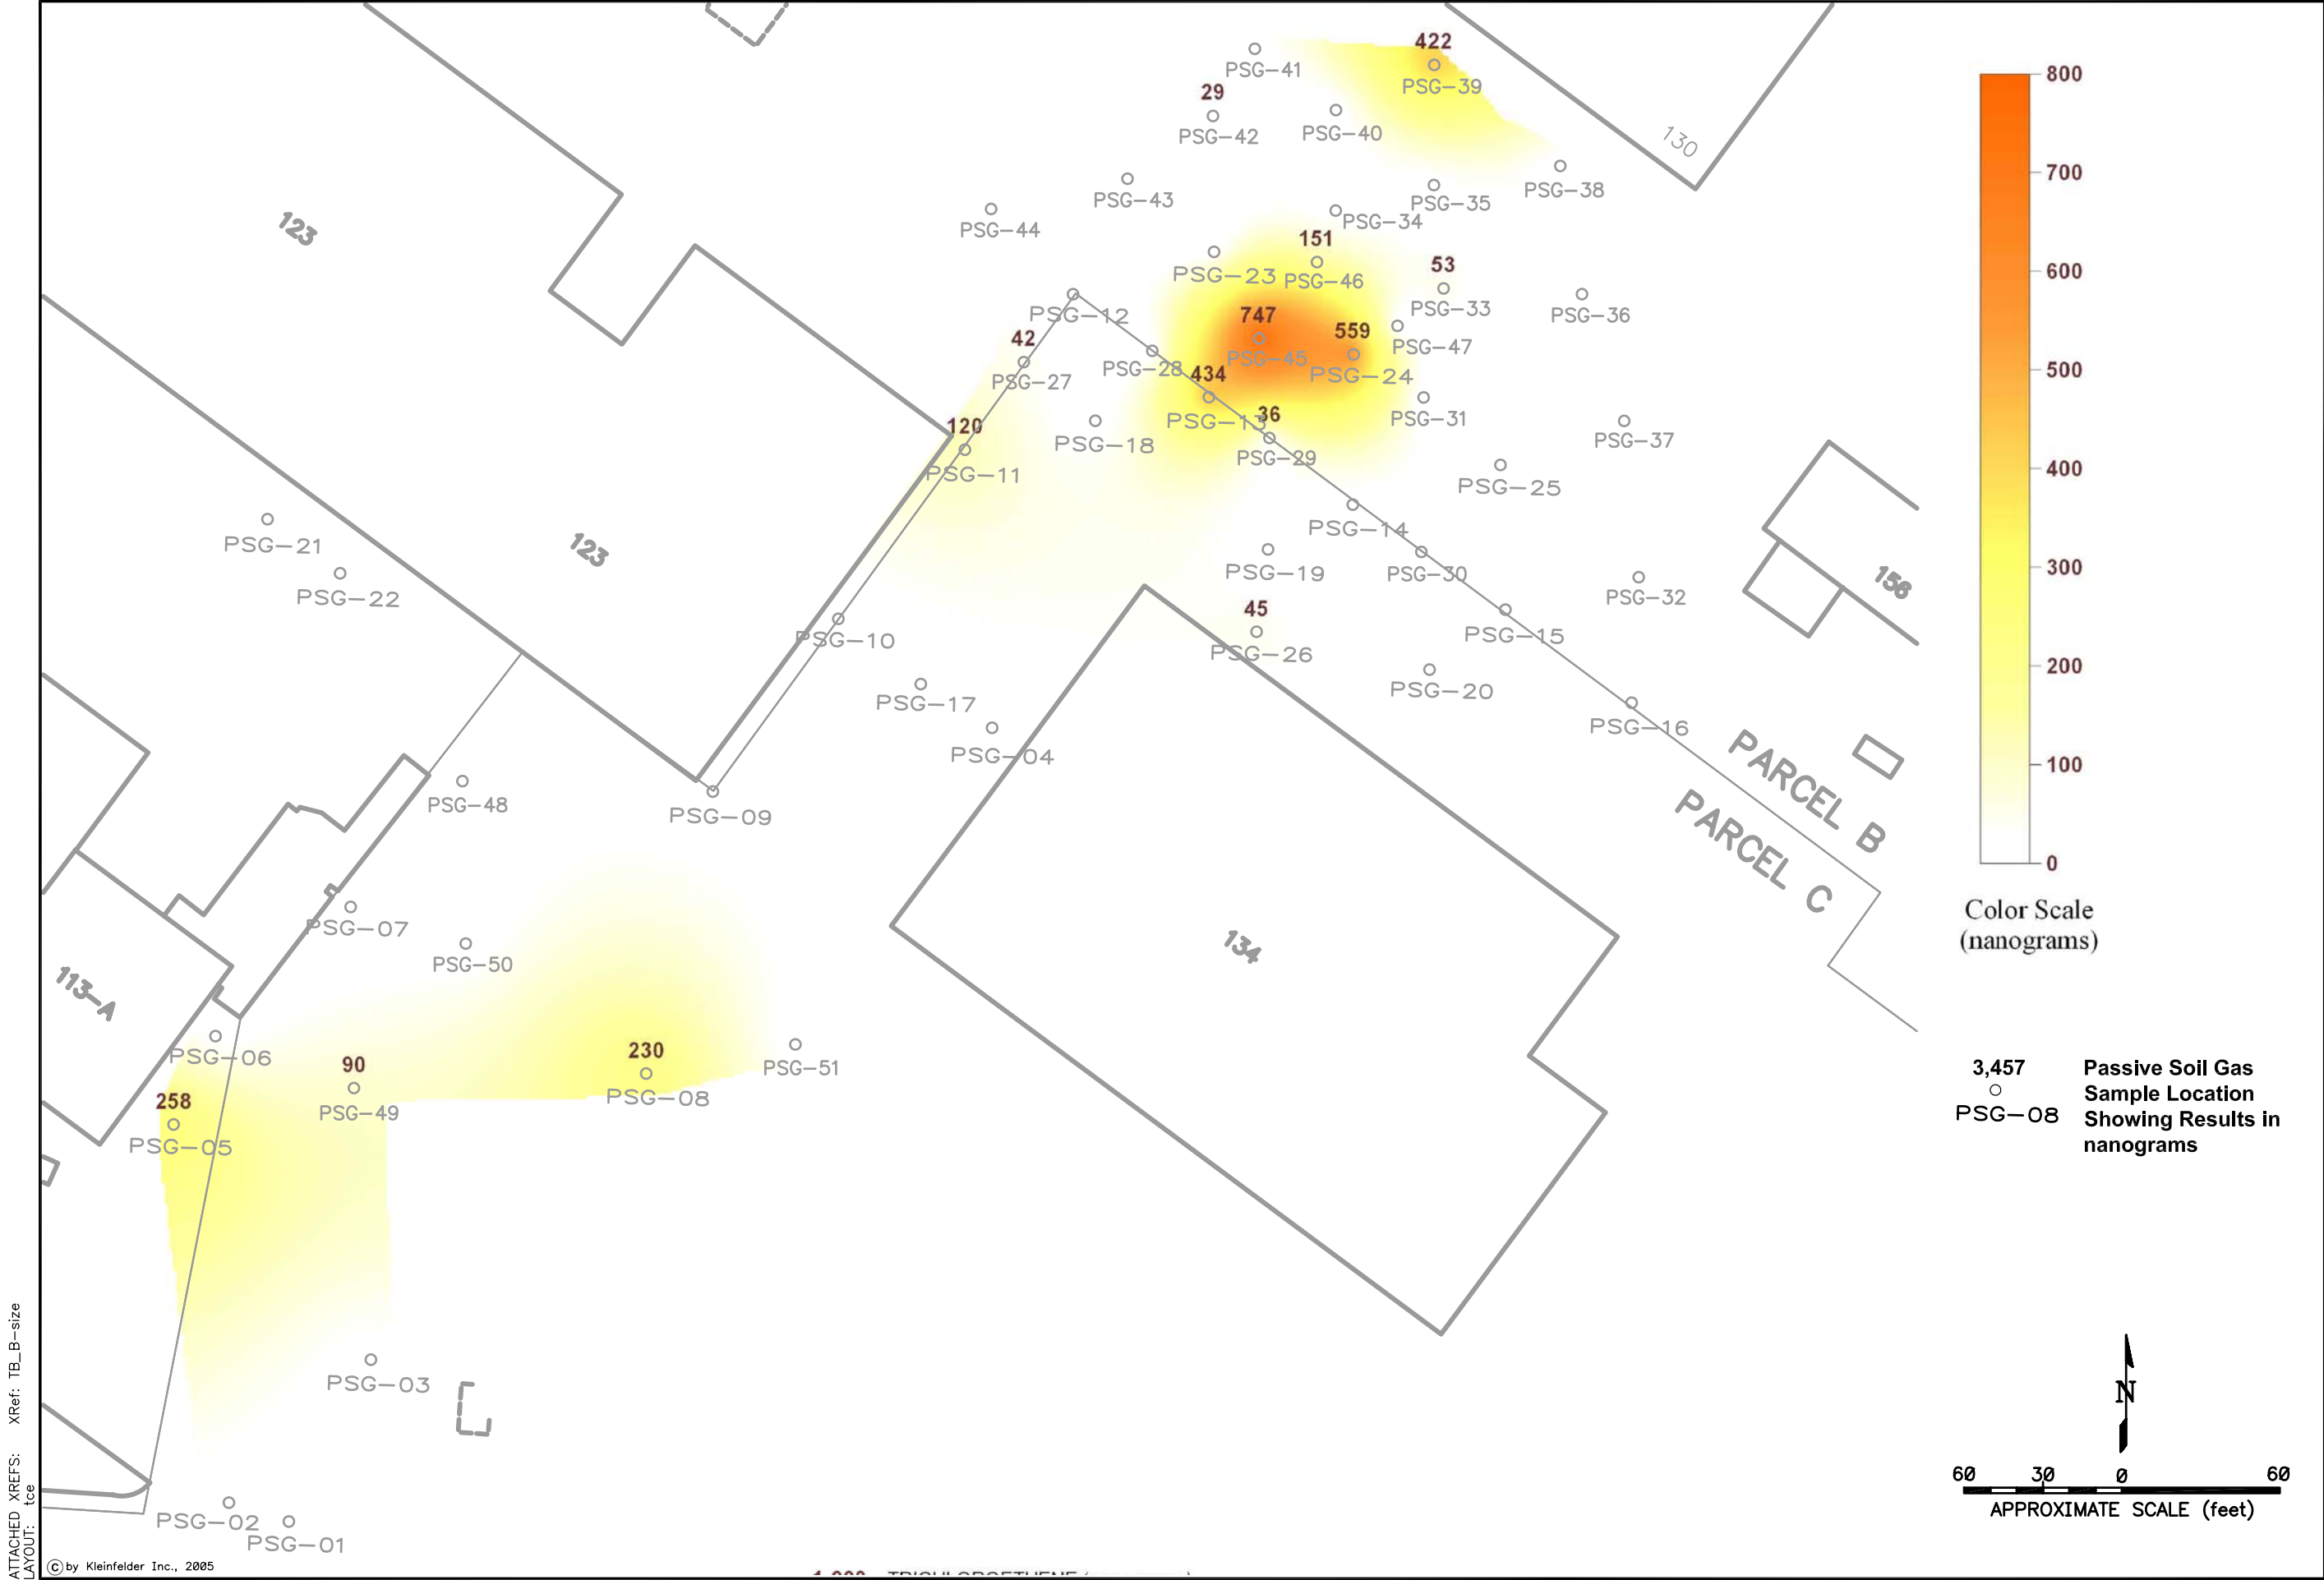 422
PSG-41
PSG-39
29
PSG-42
PSG-40
130
PSG-43
PSG-38
PSG-35
PSG-44
PSG-34
123
151
PSG-23
PSG-46
53
PSG-33
PSG-12
PSG-36
747
559
42
PSG-45
PSG-47
PSG-27
PSG-28
434
PSG-24
36
PSG-13
PSG-31
120
PSG-18
PSG-37
PSG-29
PSG-11
PSG-25
PSG-14
PSG-21
123
PSG-19
PSG-30
PSG-22
PSG-32
156
45
PSG-10
PSG-15
PSG-26
PSG-20
PSG-17
PSG-16
PSG-04
PARCEL B
PARCEL C
PSG-48
PSG-09
PSG-07
PSG-50
134
113-A
PSG-06
90
230
PSG-51
258
PSG-49
PSG-08
PSG-05
PSG-03
PSG-02
PSG-01
800
700
600
500
400
300
200
100
0
Color Scale
(nanograms)
3,457
PSG-08
Passive Soil Gas
Sample Location
Showing Results in
nanograms
N
60 30 0 60
APPROXIMATE SCALE (feet)
ATTACHED XREFS: XRef: TB_B-size
LAYOUT: tce
© by Kleinfelder Inc., 2005